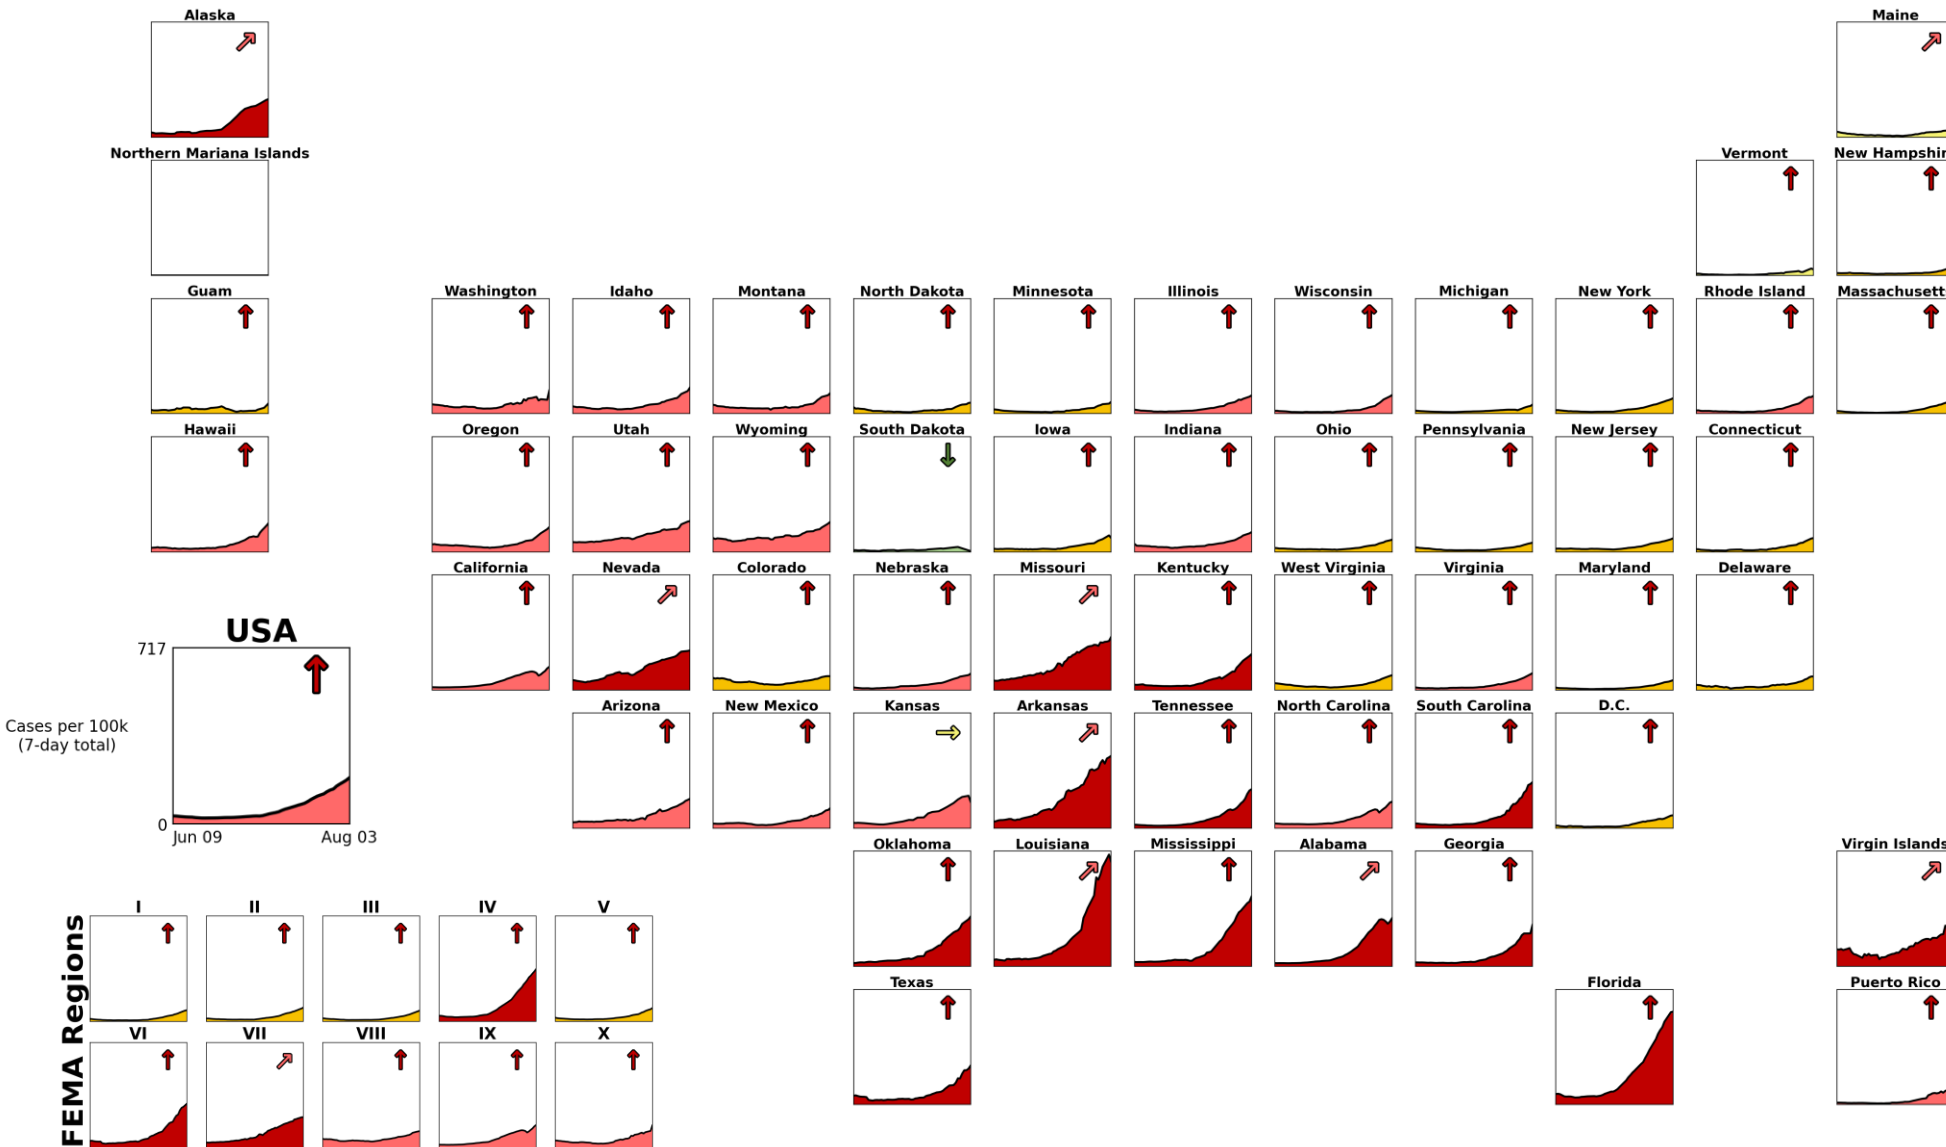 Alaska
Maine
Northern Mariana Islands
Vermont
New Hampshir
Guam
Washington
Idaho
Montana
North Dakota
Minnesota
Illinois
Wisconsin
Michigan
New York
Rhode Island
Massachusett
Hawaii
Oregon
Utah
Wyoming
South Dakota
Iowa
Indiana
Ohio
Pennsylvania
New Jersey
Connecticut
California
Nevada
Colorado
Nebraska
Missouri
Kentucky
West Virginia
Virginia
Maryland
Delaware
USA
717
Cases per 100k
(7-day total)
0
Jun 09
Aug 03
Arizona
New Mexico
Kansas
Arkansas
Tennessee
North Carolina
South Carolina
D.C.
Oklahoma
Louisiana
Mississippi
Alabama
Georgia
Virgin Islands
Texas
Florida
Puerto Rico
FEMA Regions
I
II
III
IV
V
VI
VII
VIII
IX
X